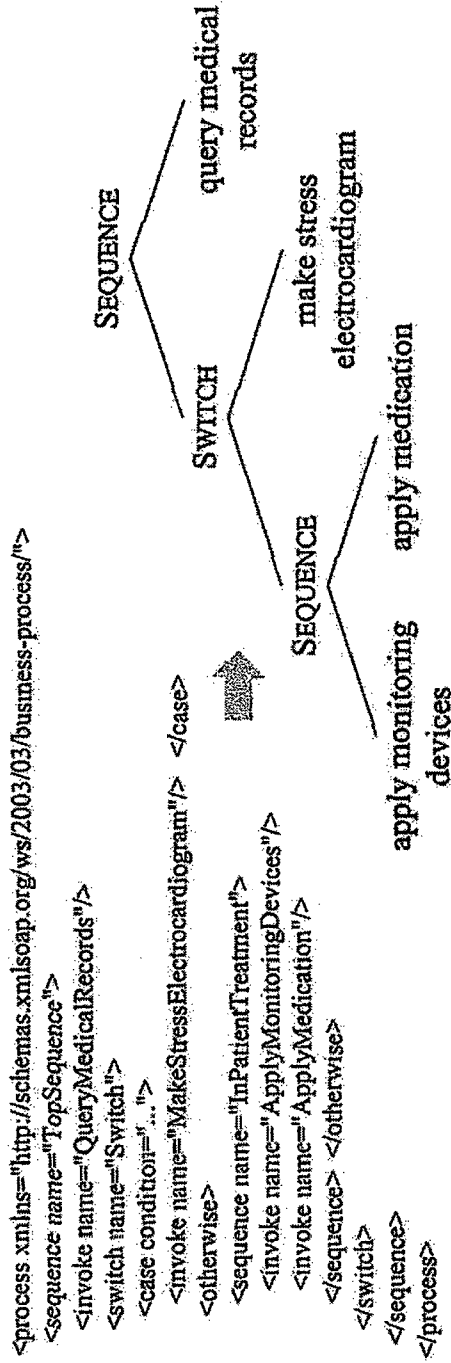 <process xmlns="http://schemas.xmlsoap.org/ws/2003/03/business-process/">
<sequence name="TopSequence">
<invoke name="QueryMedicalRecords"/>
<switch name="Switch">
<case condition="...">
<invoke name="MakeStressElectrocardiogram"/> </case>
<otherwise>
<sequence name="InPatientTreatment">
<invoke name="ApplyMonitoringDevices"/>
<invoke name="ApplyMedication"/>
</sequence> </otherwise>
</switch>
</sequence>
</process>
SEQUENCE
SWITCH
query medical
records
SEQUENCE
make stress
electrocardiogram
apply monitoring
devices
apply medication